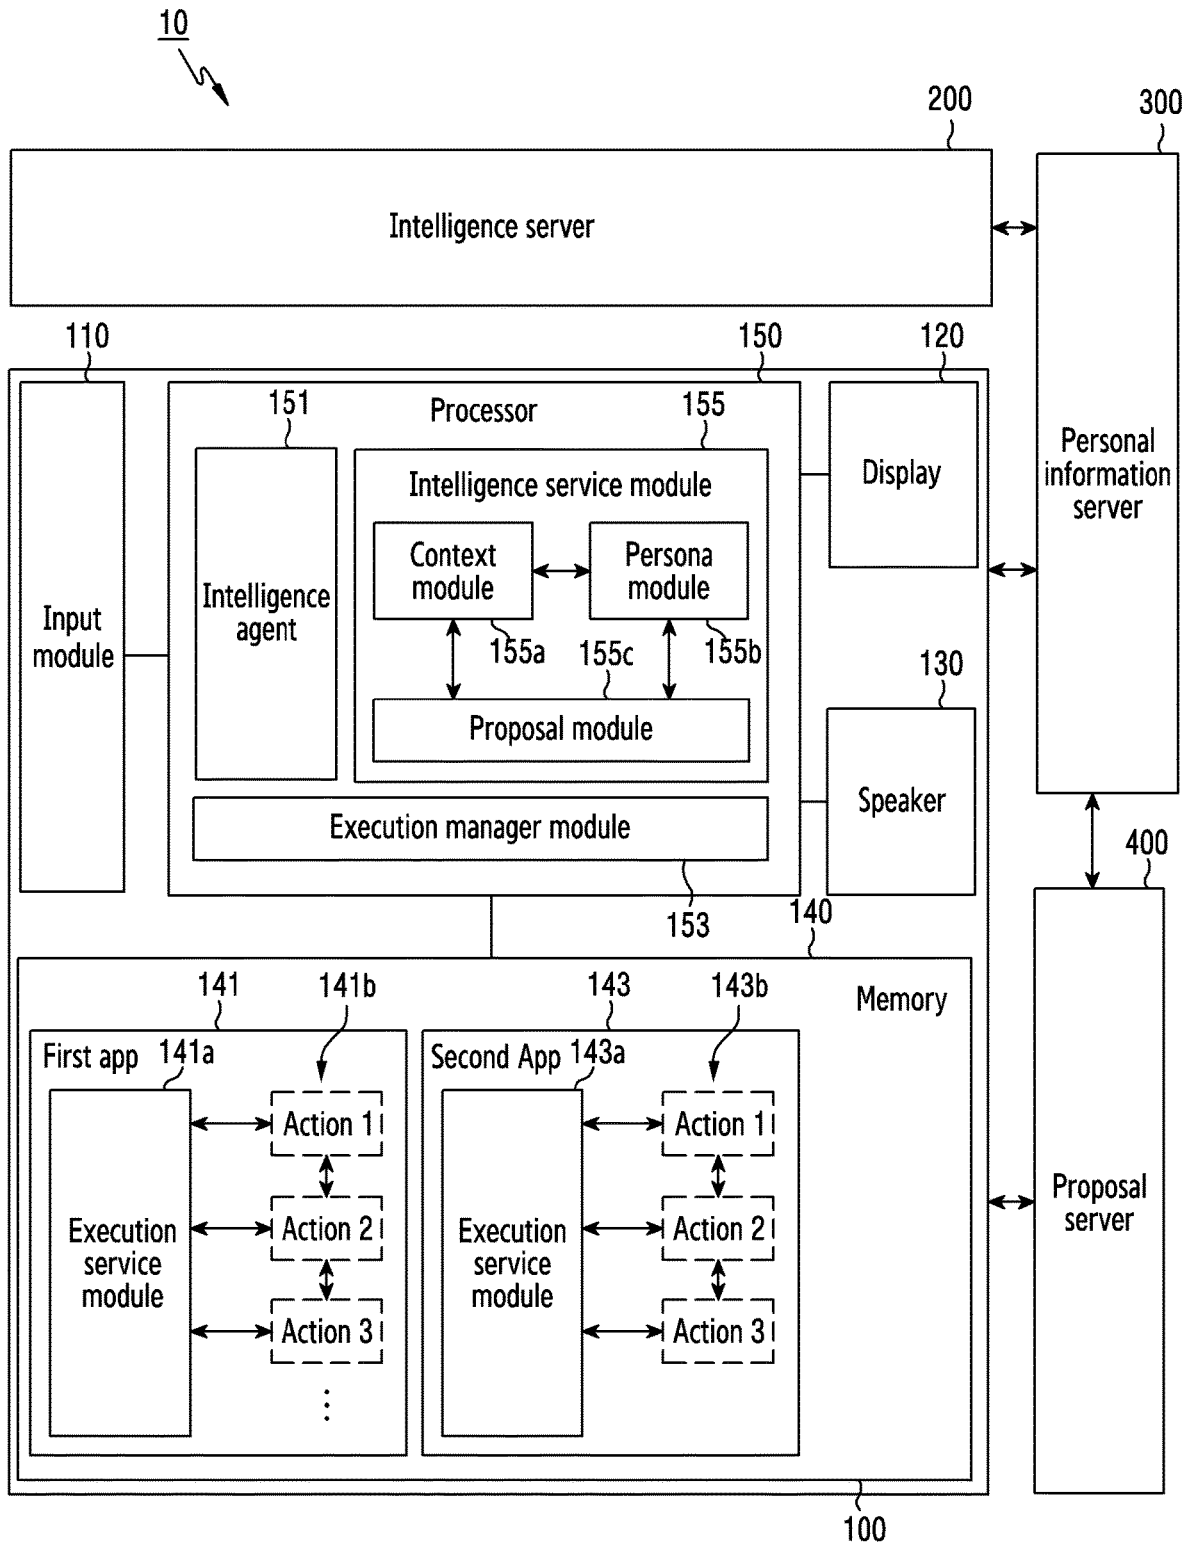 10
200
300
Intelligence server
110
150
120
151
Processor
155
Intelligence service module
Display
Personal
information
server
Context
module
Persona
module
Intelligence
agent
Input
module
155a
155c
155b
130
Proposal module
Speaker
Execution manager module
400
153
140
141
141b
143
143b
Memory
First app
141a
Second App
143a
Action 1
Action 1
Proposal
server
Execution
service
module
Action 2
Execution
service
module
Action 2
Action 3
Action 3
100